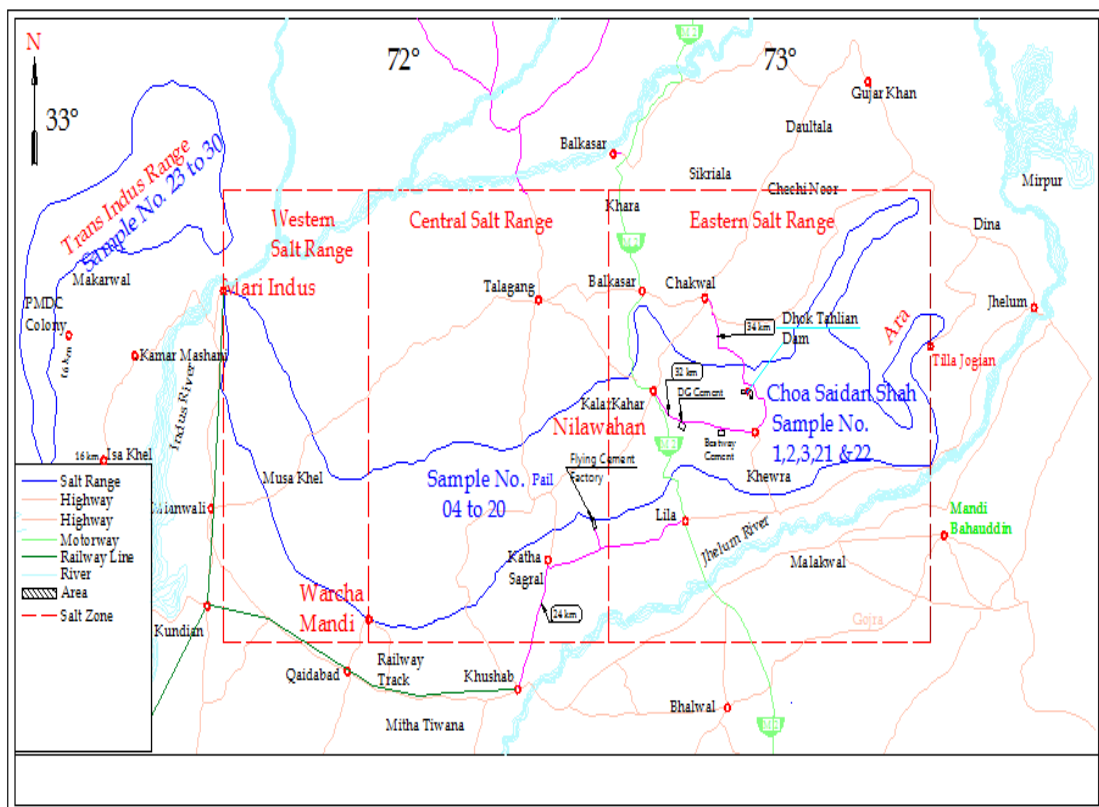 N
33°
72°
73°
M-2
Gujar Khan
Daultala
Balkasar
Sikriala
Chechi Noor
Mirpur
Trans Indus Range
Sample No. 23 to 30
Khara
Western
Salt Range
Central Salt Range
Eastern Salt Range
Dina
Makarwal
Mari Indus
Talagang
Balkasar
Chakwal
Jhelum
PMDC
Colony
34 km
Dhok Tahlian
Dam
Ara
Kamar Mashani
Tilla Jogian
Indus River
32 km
DG Cement
Kalar Kahar
Choa Saidan Shah
Sample No.
1,2,3,21 &22
Nilawahan
Bestway
Cement
16 km
Isa Khel
Flying Cement
Factory
Musa Khel
Sample No.
04 to 20
Pail
Khewra
Salt Range
Highway
Highway
Motorway
Railway Line
River
Area
Salt Zone
Mianwali
Lila
Jhelum River
Mandi
Bahauddin
Katha
Sagral
Malakwal
Warcha
Mandi
24 km
Kundian
Gojra
Qaidabad
Railway
Track
Khushab
Bhalwal
Mitha Tiwana